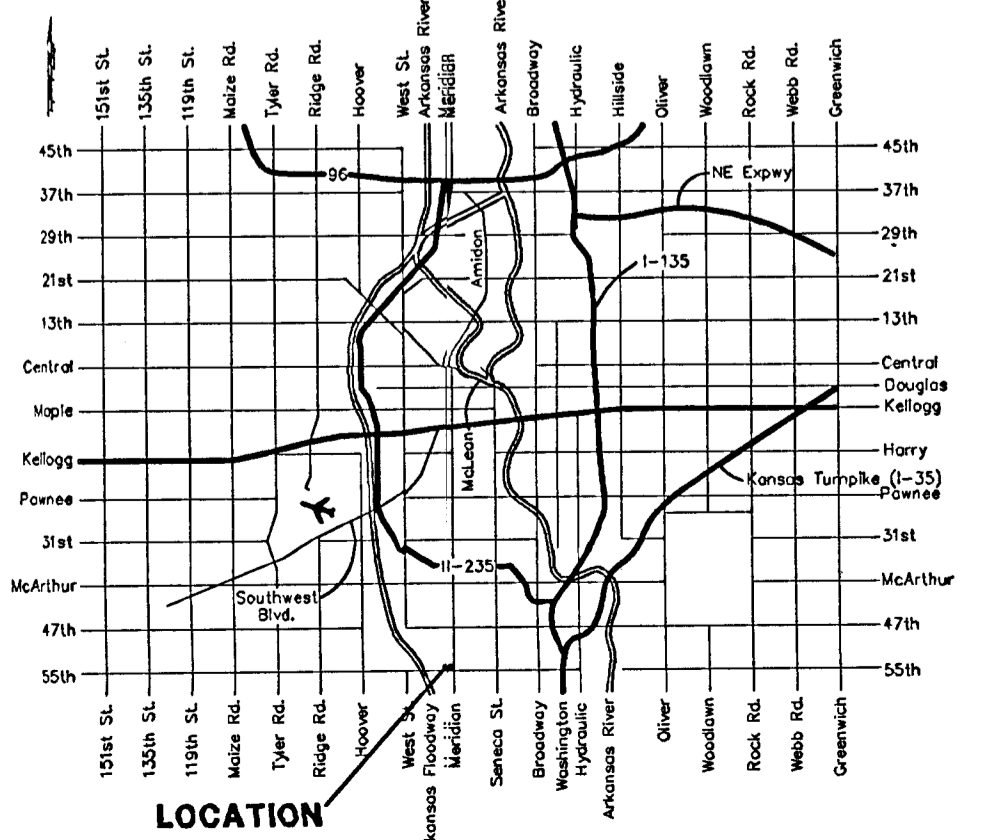 151st St.
135th St.
119th St.
Maize Rd.
Tyler Rd.
Ridge Rd.
Hoover
West St.
Arkansas River
Meridian
Meridian
Arkansas River
Broadway
Hydraulic
Hillside
Oliver
Woodlawn
Rock Rd.
Webb Rd.
Greenwich
45th
45th
96
NE Expwy
37th
37th
29th
29th
Amidon
I-135
21st
21st
13th
13th
Central
Central
Douglas
Maple
Kellogg
McLean
Kellogg
Harry
Kansas Turnpike (I-35)
Pawnee
Pawnee
31st
31st
I-235
McArthur
McArthur
Southwest
Blvd.
47th
47th
55th
55th
151st St.
135th St.
119th St.
Maize Rd.
Tyler Rd.
Ridge Rd.
Hoover
West St.
kansas Floodway
Meridian
Seneca St.
Broadway
Washington
Hydraulic
Arkansas River
Oliver
Woodlawn
Rock Rd.
Webb Rd.
Greenwich
LOCATION